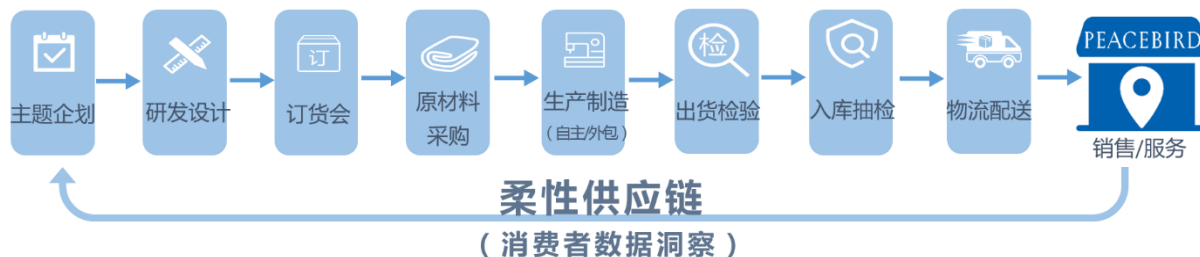 主题企划
研发设计
订
订货会
原材料
采购
生产制造
（自主/外包）
检
出货检验
入库抽检
物流配送
PEACEBIRD
销售/服务
柔性供应链
（消费者数据洞察）